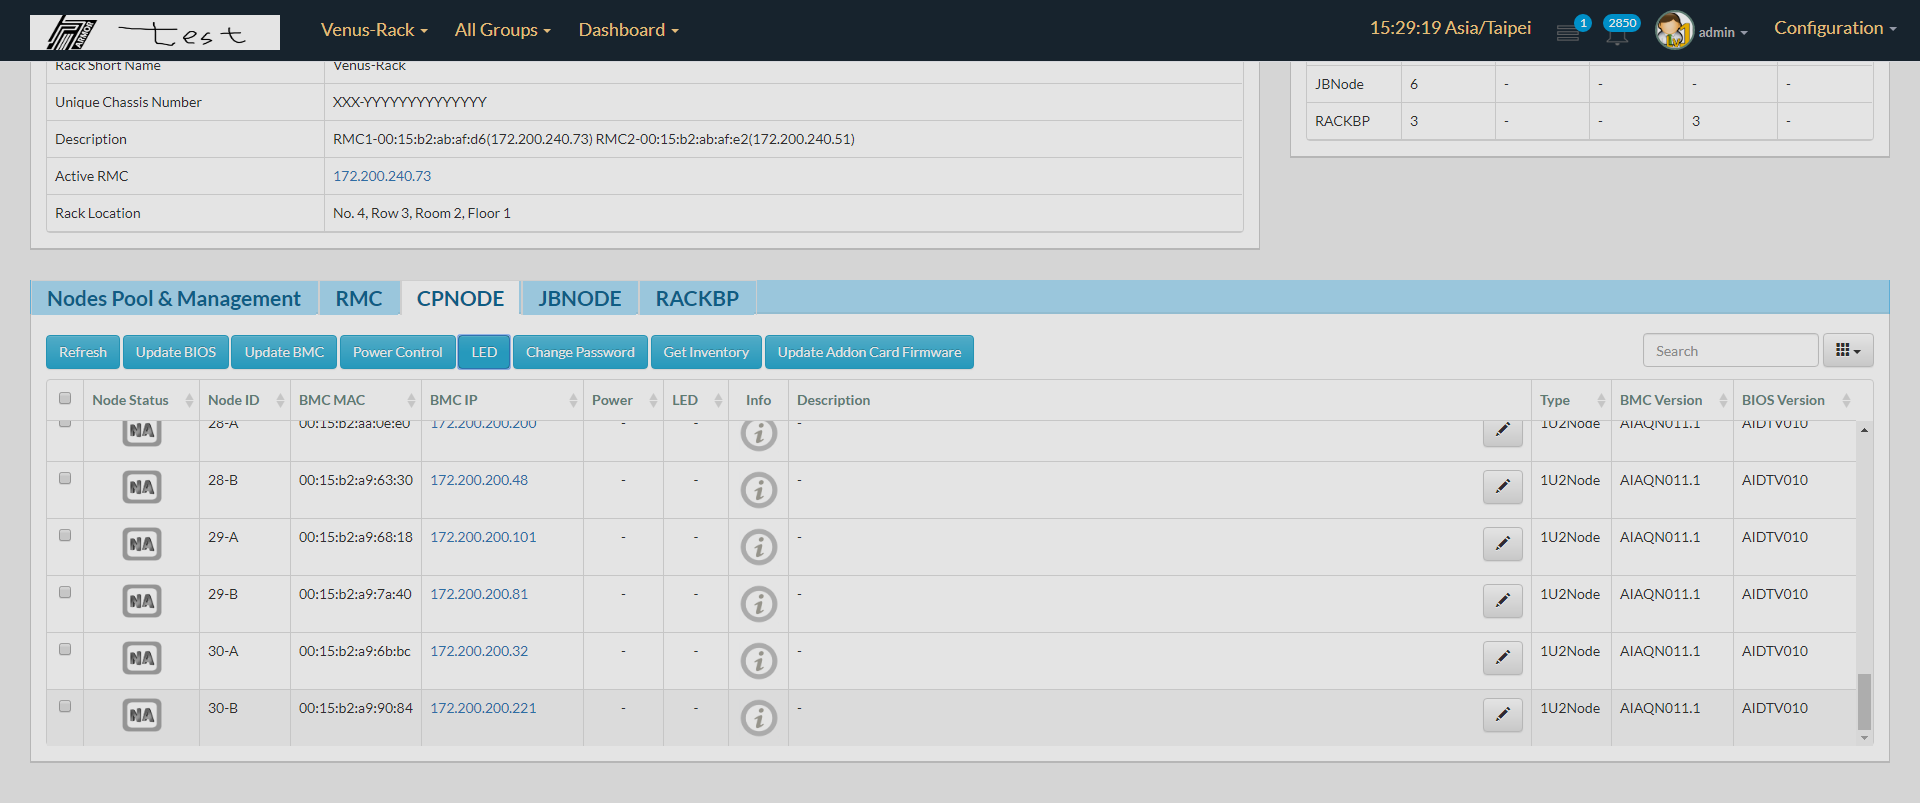 ARMOR test
Venus-Rack All Groups Dashboard 15:29:19 Asia/Taipei 1 2850 admin Configuration
Rack Short Name Venus-Rack
Unique Chassis Number XXX-YYYYYYYYYYYYYY
Description RMC1-00:15:b2:ab:af:d6(172.200.240.73) RMC2-00:15:b2:ab:af:e2(172.200.240.51)
Active RMC 172.200.240.73
Rack Location No. 4, Row 3, Room 2, Floor 1
JBNode 6 - - - -
RACKBP 3 - - 3 -
Nodes Pool & Management RMC CPNODE JBNODE RACKBP
Refresh Update BIOS Update BMC Power Control LED Change Password Get Inventory Update Addon Card Firmware Search
Node Status Node ID BMC MAC BMC IP Power LED Info Description Type BMC Version BIOS Version
NA 28-A 00:15:b2:aa:0e:e0 172.200.200.200 - - i - 1U2Node AIAQN011.1 AIDTV010
NA 28-B 00:15:b2:a9:63:30 172.200.200.48 - - i - 1U2Node AIAQN011.1 AIDTV010
NA 29-A 00:15:b2:a9:68:18 172.200.200.101 - - i - 1U2Node AIAQN011.1 AIDTV010
NA 29-B 00:15:b2:a9:7a:40 172.200.200.81 - - i - 1U2Node AIAQN011.1 AIDTV010
NA 30-A 00:15:b2:a9:6b:bc 172.200.200.32 - - i - 1U2Node AIAQN011.1 AIDTV010
NA 30-B 00:15:b2:a9:90:84 172.200.200.221 - - i - 1U2Node AIAQN011.1 AIDTV010